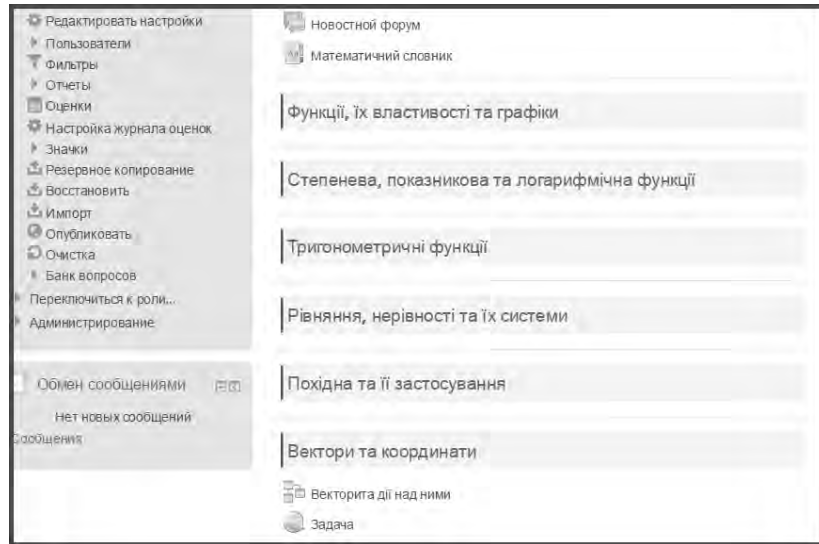 Редактировать настройки
Пользователи
Фильтры
Отчеты
Оценки
Настройка журнала оценок
Значки
Резервное копирование
Восстановить
Импорт
Опубликовать
Очистка
Банк вопросов
Переключиться к роли...
Администрирование
Обмен сообщениями
Нет новых сообщений
Сообщения
Новостной форум
Математичний словник
Функції, їх властивості та графіки
Степенева, показникова та логарифмічна функції
Тригонометричні функції
Рівняння, нерівності та їх системи
Похідна та її застосування
Вектори та координати
Векторита дії над ними
Задача